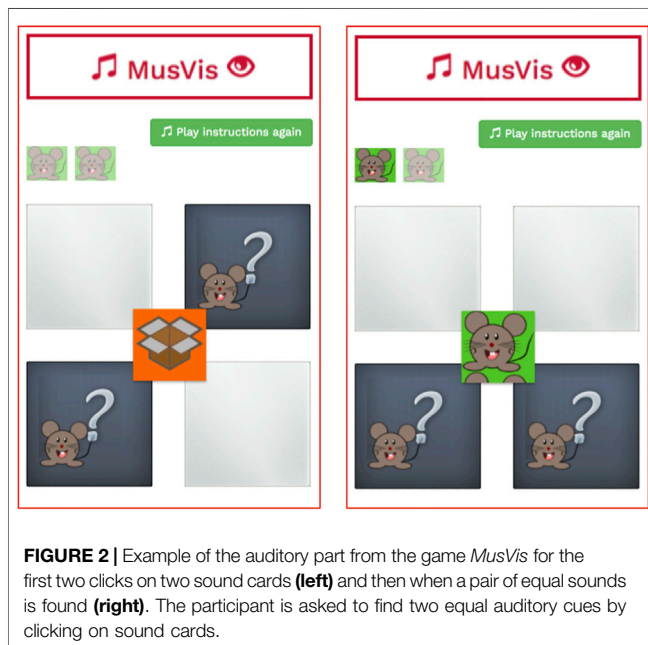 MusVis
Play instructions again
?
?
MusVis
Play instructions again
?
?
FIGURE 2 | Example of the auditory part from the game MusVis for the
first two clicks on two sound cards (left) and then when a pair of equal sounds
is found (right). The participant is asked to find two equal auditory cues by
clicking on sound cards.